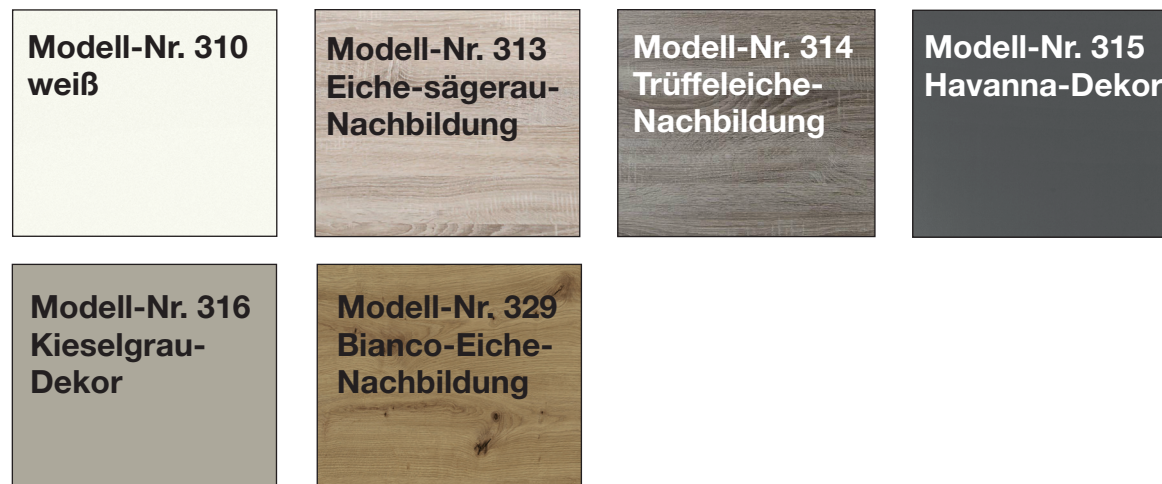 Modell-Nr. 310
weiß
Modell-Nr. 313
Eiche-sägerau-
Nachbildung
Modell-Nr. 314
Trüffeleiche-
Nachbildung
Modell-Nr. 315
Havanna-Dekor
Modell-Nr. 316
Kieselgrau-
Dekor
Modell-Nr. 329
Bianco-Eiche-
Nachbildung